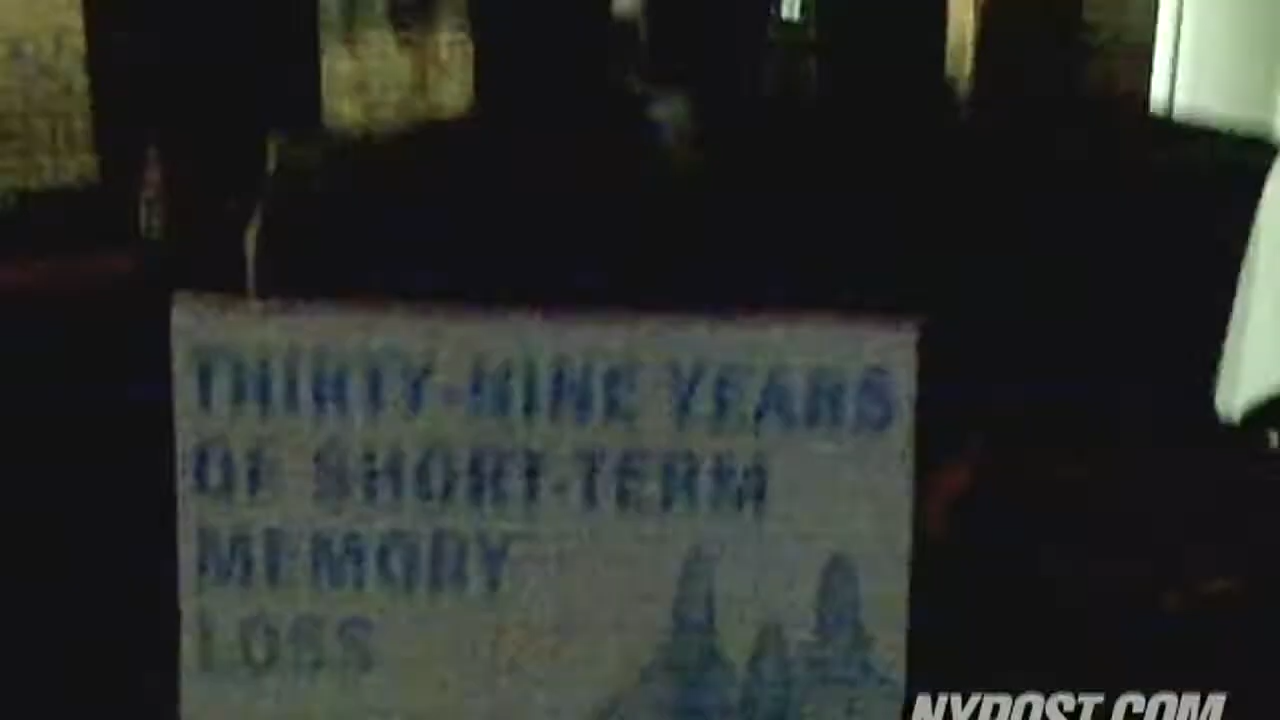 THIRTY-NINE YEARS
OF SHORT-TERM
MEMORY
LOSS
NYPOST.COM